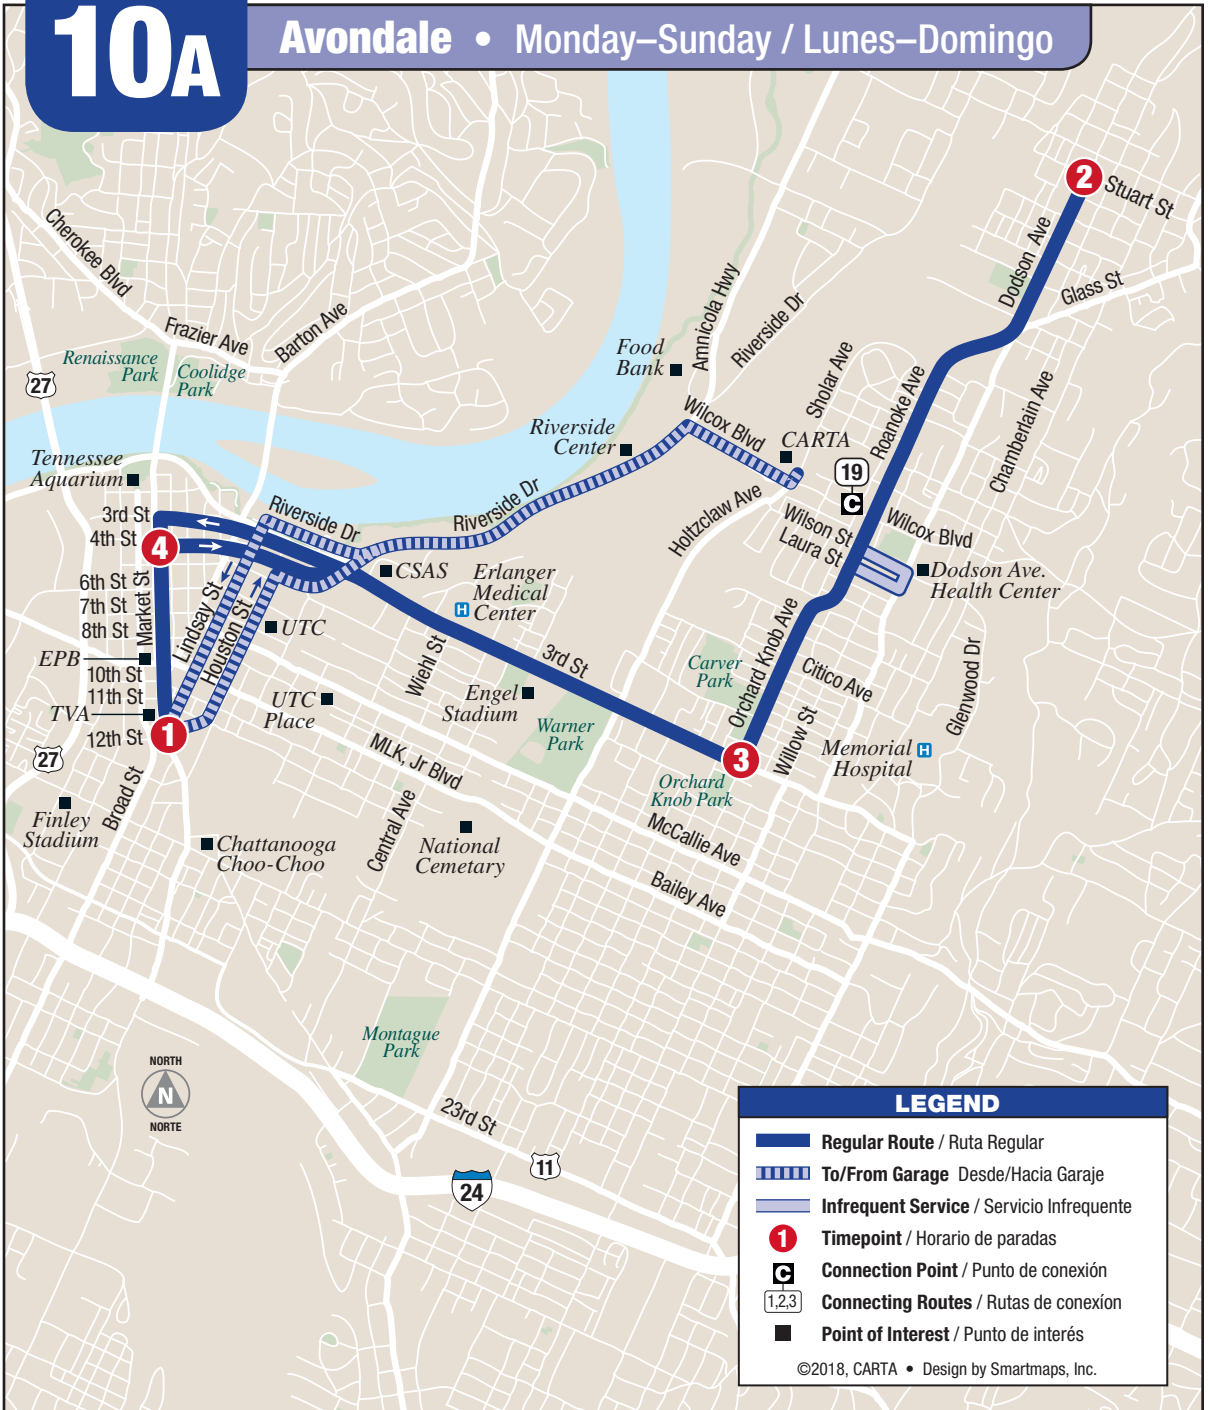 10A
Avondale • Monday–Sunday / Lunes–Domingo
2
Stuart St
Dodson Ave
Glass St
Cherokee Blvd
Frazier Ave
Barton Ave
Amnicola Hwy
Riverside Dr
Renaissance
Park
Coolidge
Park
27
Food
Bank
Sholar Ave
Roanoke Ave
Chamberlain Ave
Wilcox Blvd
Riverside
Center
CARTA
19
C
Tennessee
Aquarium
Riverside Dr
Riverside Dr
Holtzclaw Ave
Wilson St
Laura St
Wilcox Blvd
3rd St
4th St
4
6th St
7th St
8th St
Market St
Lindsay St
Houston St
CSAS
Erlanger
Medical
Center
H
Dodson Ave.
Health Center
UTC
EPB
10th St
11th St
TVA
12th St
1
27
UTC
Place
Wiehl St
3rd St
Engel
Stadium
Warner
Park
Carver
Park
Orchard Knob Ave
Citico Ave
Willow St
Glenwood Dr
3
Memorial
Hospital
H
Orchard
Knob Park
MLK, Jr Blvd
Broad St
Finley
Stadium
Chattanooga
Choo-Choo
Central Ave
National
Cemetary
McCallie Ave
Bailey Ave
Montague
Park
NORTH
N
NORTE
23rd St
11
24
LEGEND
Regular Route / Ruta Regular
To/From Garage Desde/Hacia Garaje
Infrequent Service / Servicio Infrequente
1 Timepoint / Horario de paradas
C Connection Point / Punto de conexión
1,2,3 Connecting Routes / Rutas de conexíon
Point of Interest / Punto de interés
©2018, CARTA • Design by Smartmaps, Inc.